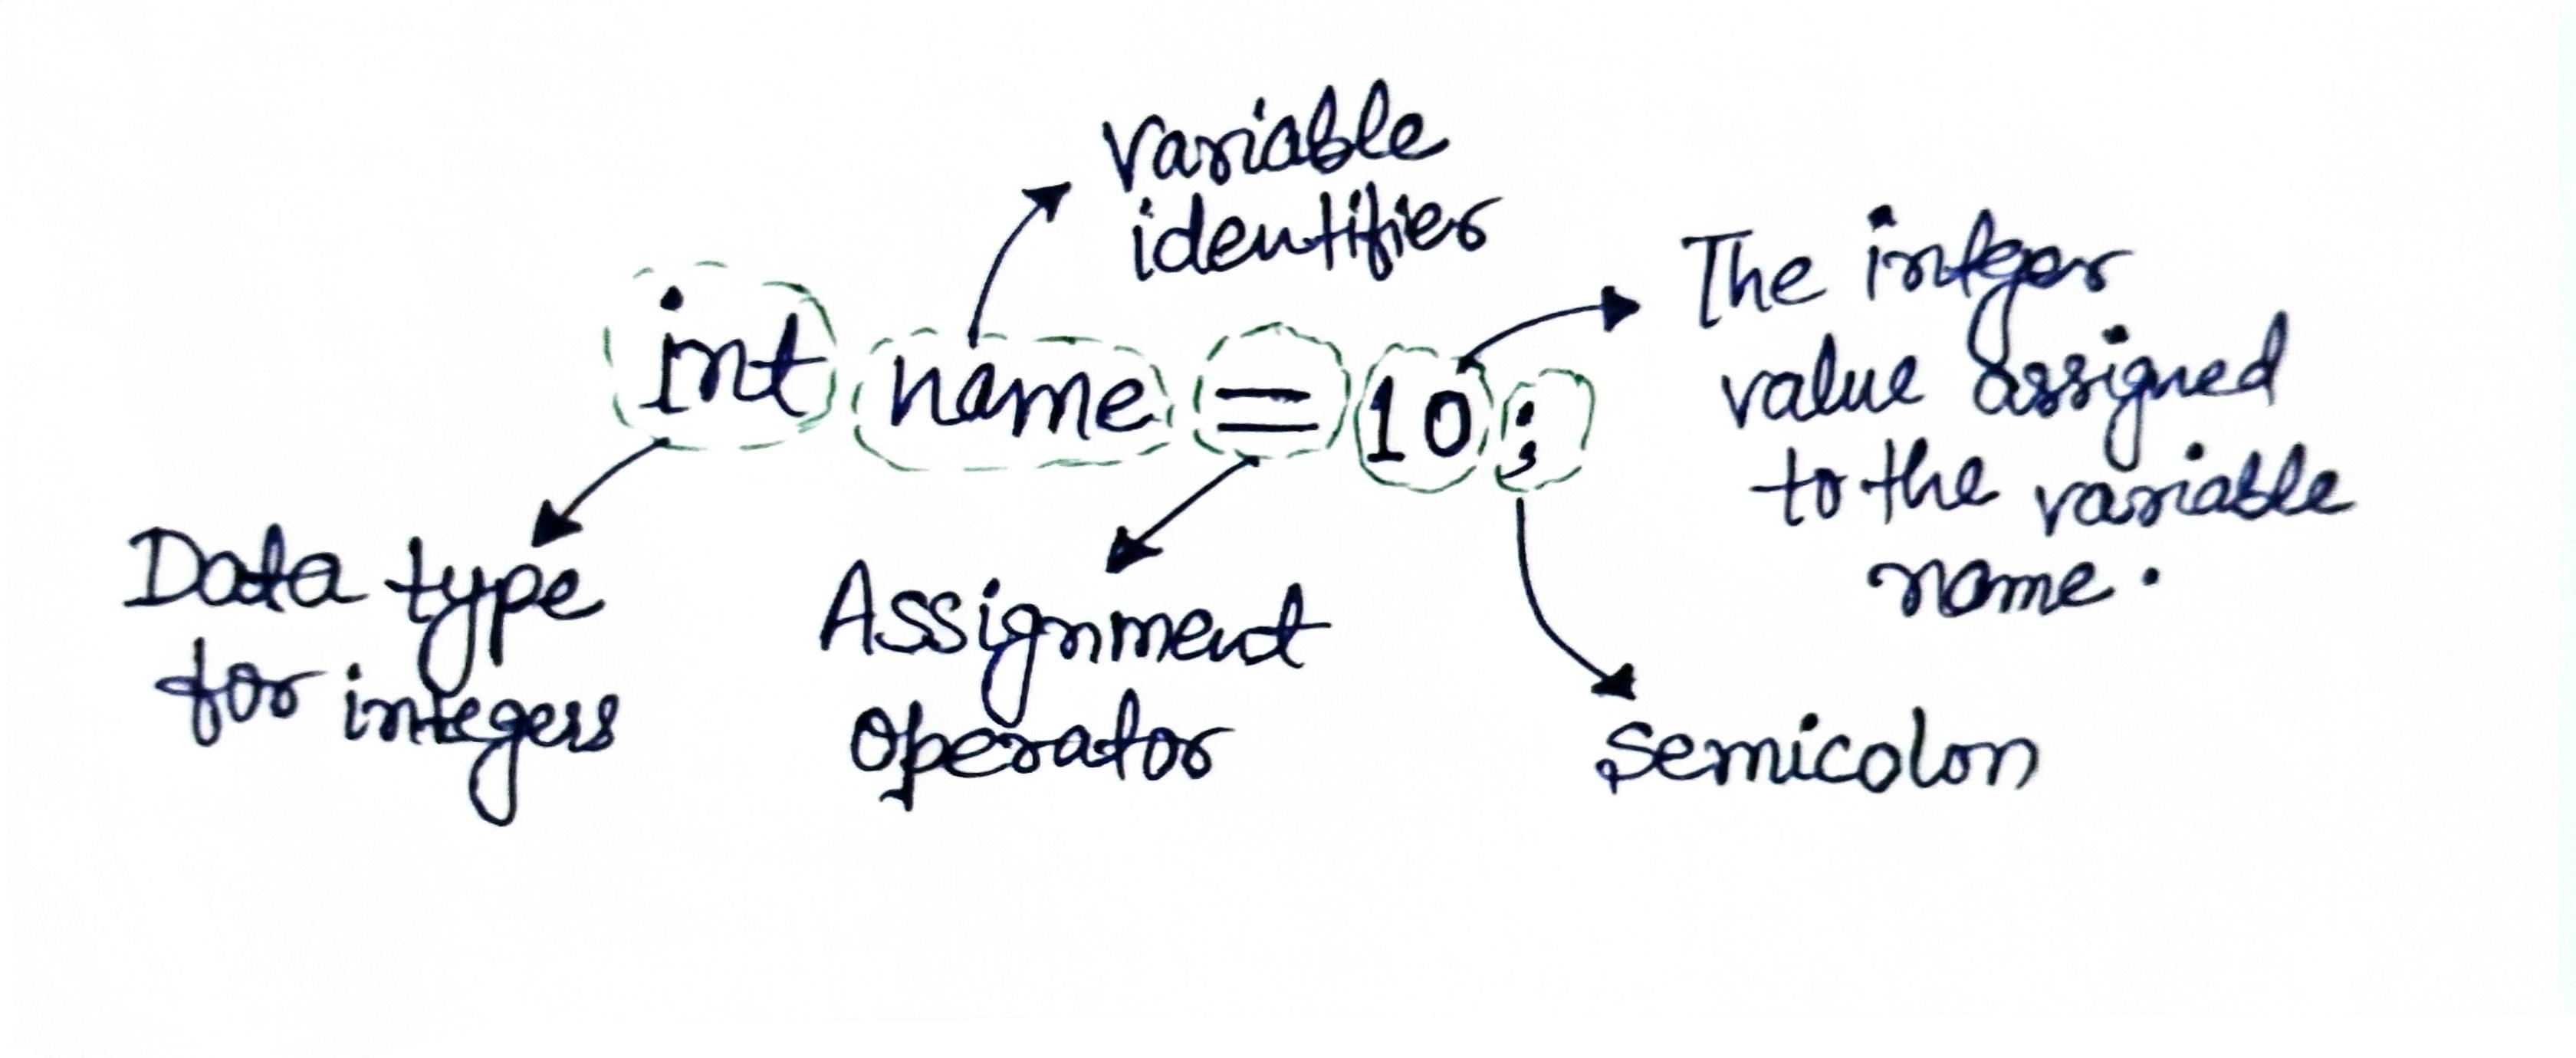 Variable
identifier
int name = 10;
The integer
value assigned
to the variable
name.
Data type
for integers
Assignment
operator
Semicolon